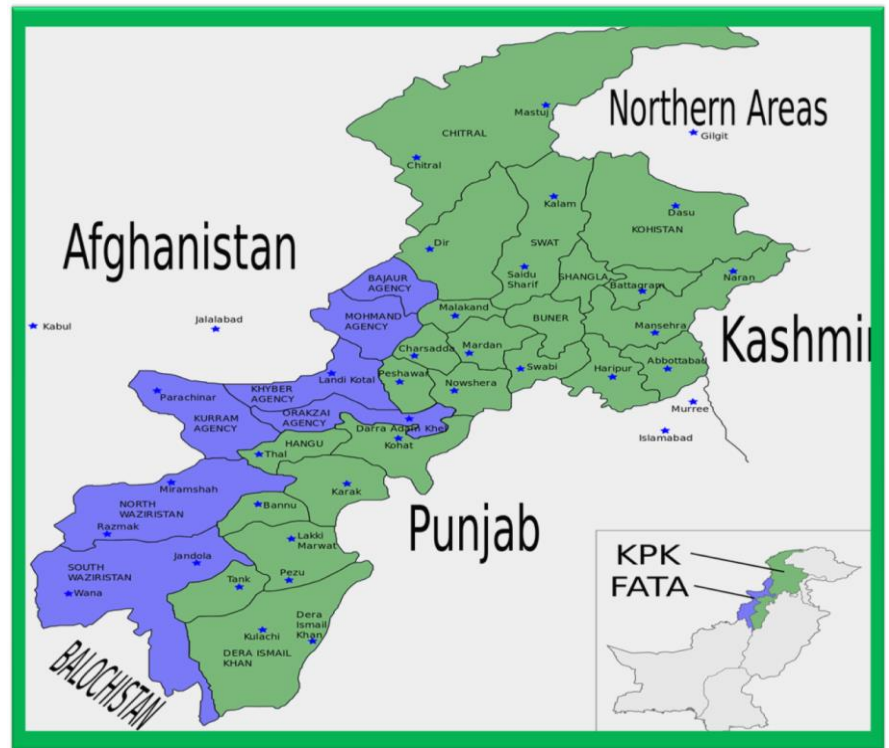 Northern Areas
Mastuj
CHITRAL
Gilgit
Chitral
Kalam
Dasu
KOHISTAN
Afghanistan
Dir
SWAT
Saidu
Sharif
SHANGLA
Naran
BAJAUR
AGENCY
Battagram
Malakand
MOHMAND
AGENCY
BUNER
Kabul
Jalalabad
Mansehra
Kashmir
Charsadda
Mardan
Abbottabad
Swabi
Haripur
Peshawar
Landi Kotal
Nowshera
KHYBER
AGENCY
Parachinar
Murree
ORAKZAI
AGENCY
KURRAM
AGENCY
Darra Adam Khel
Islamabad
HANGU
Kohat
Thal
Miramshah
Karak
NORTH
WAZIRISTAN
Bannu
Punjab
Razmak
Lakki
Marwat
Jandola
SOUTH
WAZIRISTAN
Pezu
Tank
Wana
Dera
Ismail
Khan
Kulachi
DERA ISMAIL
KHAN
BALOCHISTAN
KPK
FATA